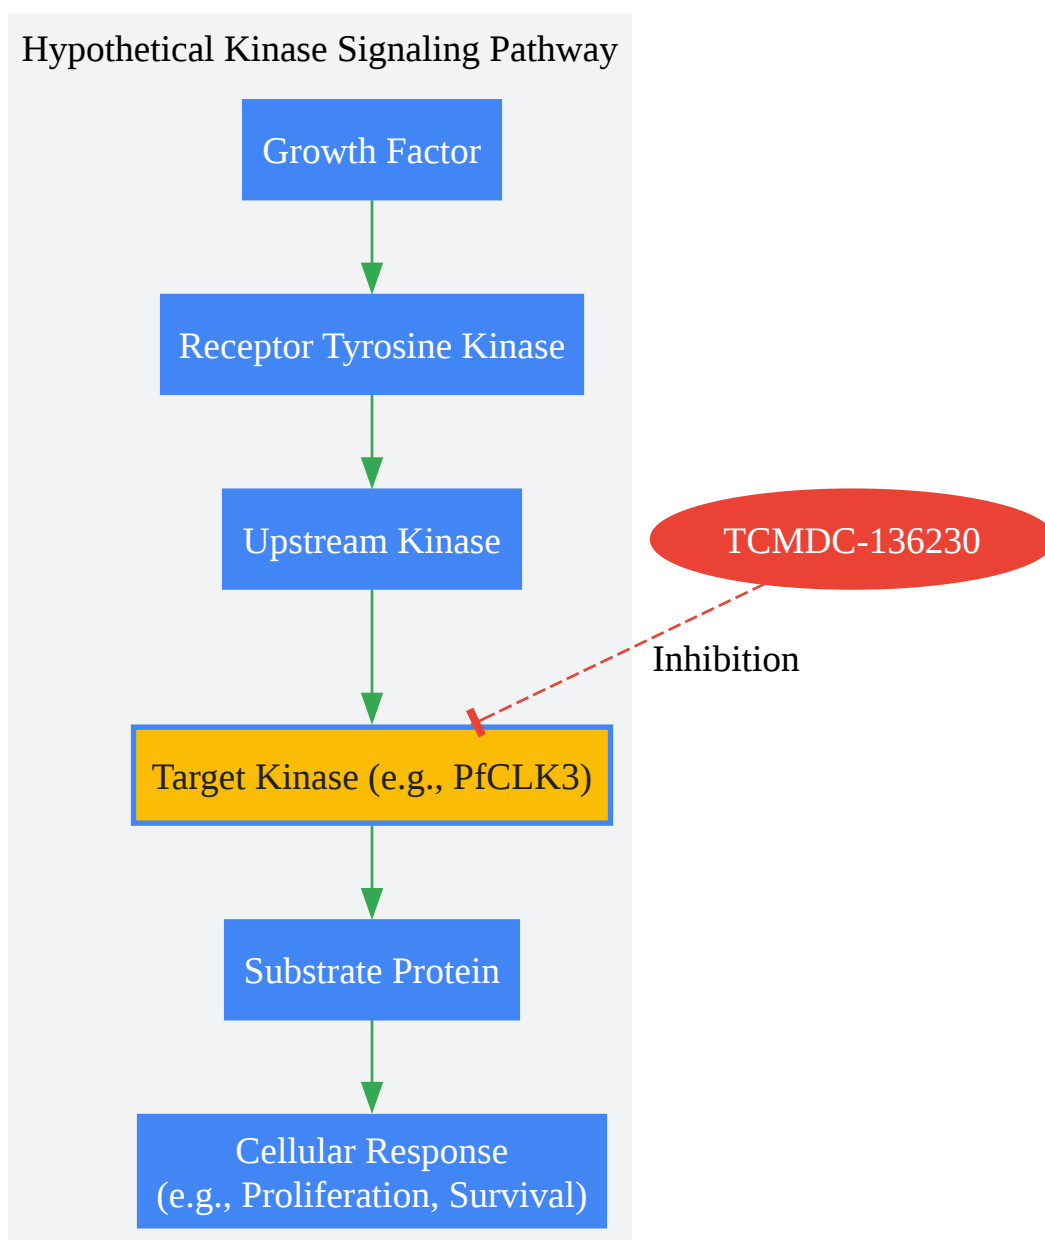 Hypothetical Kinase Signaling Pathway
Growth Factor
Receptor Tyrosine Kinase
Upstream Kinase
TCMDC-136230
Inhibition
Target Kinase (e.g., PfCLK3)
Substrate Protein
Cellular Response
(e.g., Proliferation, Survival)